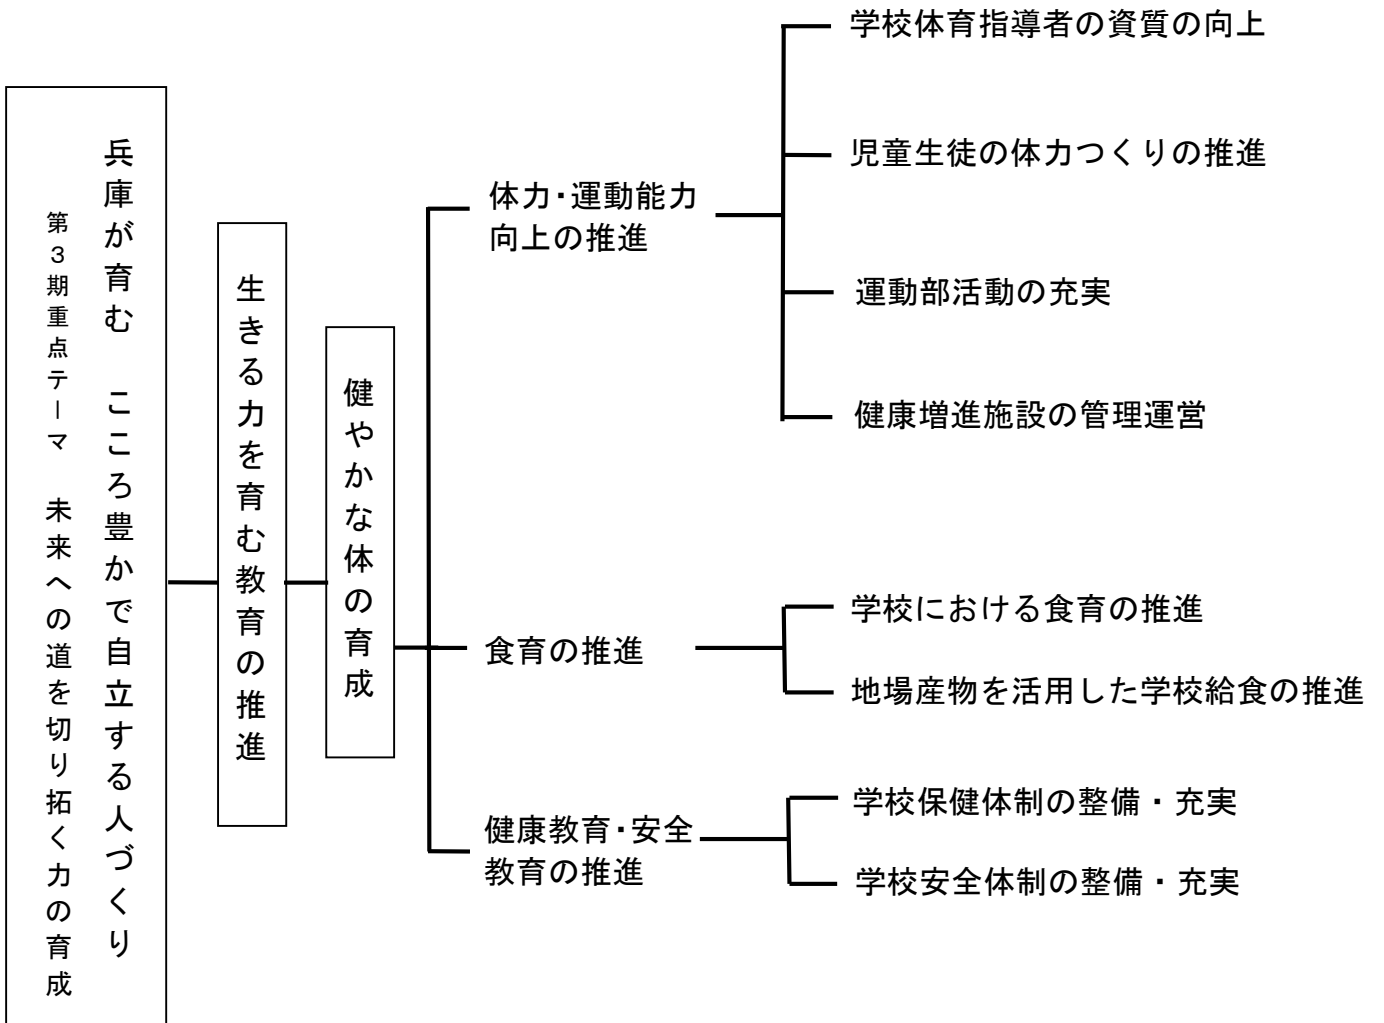 兵庫が育む　こころ豊かで自立する人づくり
第３期重点テーマ　未来への道を切り拓く力の育成
生きる力を育む教育の推進
健やかな体の育成
体力・運動能力
向上の推進
学校体育指導者の資質の向上
児童生徒の体力つくりの推進
運動部活動の充実
健康増進施設の管理運営
食育の推進
学校における食育の推進
地場産物を活用した学校給食の推進
健康教育・安全
教育の推進
学校保健体制の整備・充実
学校安全体制の整備・充実